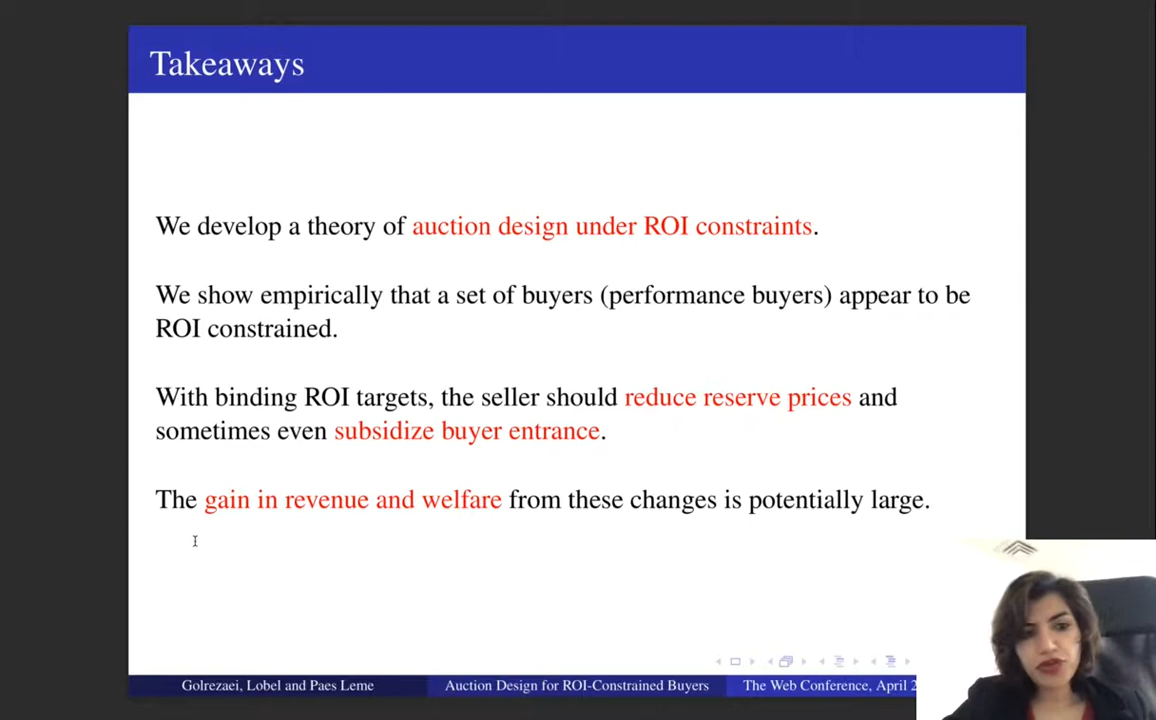 Takeaways
We develop a theory of auction design under ROI constraints.
We show empirically that a set of buyers (performance buyers) appear to be
ROI constrained.
With binding ROI targets, the seller should reduce reserve prices and
sometimes even subsidize buyer entrance.
The gain in revenue and welfare from these changes is potentially large.
Golrezaei, Lobel and Paes Leme
Auction Design for ROI-Constrained Buyers
The Web Conference, April 2